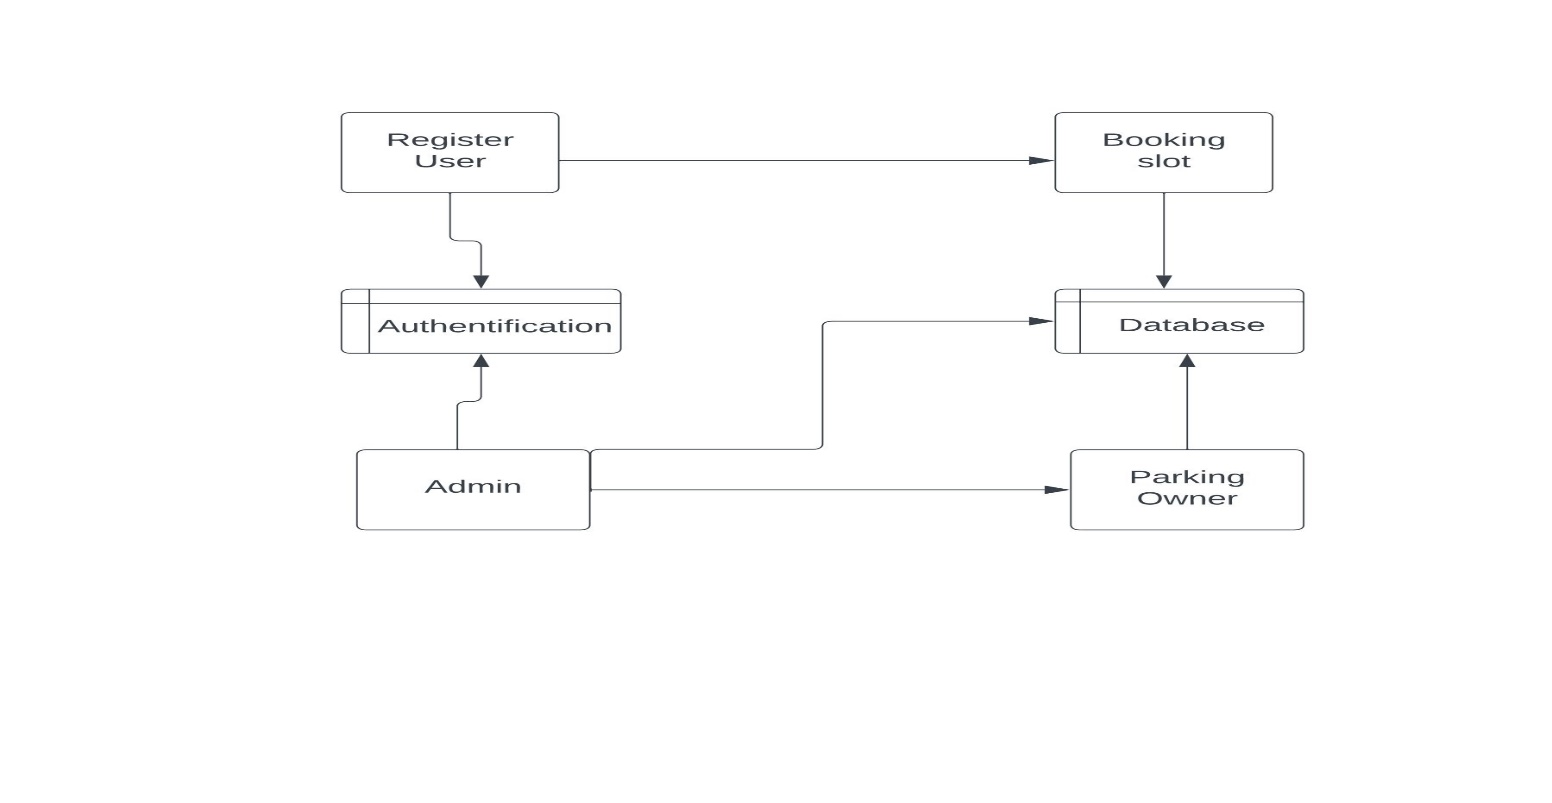 Register
User
Booking
slot
Authentification
Database
Admin
Parking
Owner